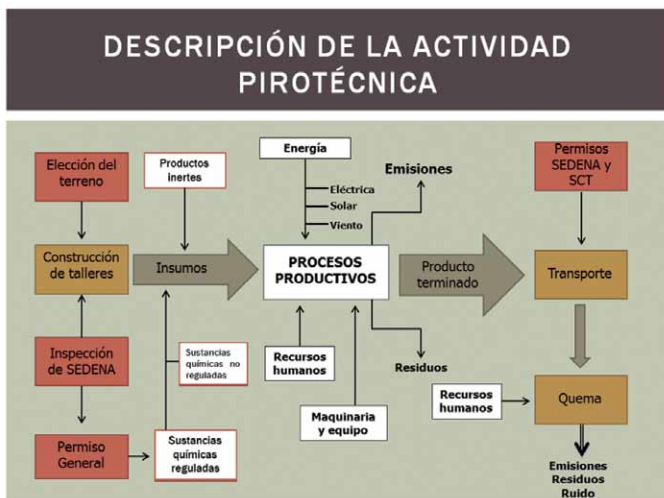 DESCRIPCIÓN DE LA ACTIVIDAD
PIROTÉCNICA
Elección del
terreno
Productos
inertes
Energía
Eléctrica
Solar
Viento
Emisiones
Permisos
SEDENA y
SCT
Construcción
de talleres
Insumos
PROCESOS
PRODUCTIVOS
Producto
terminado
Transporte
Inspección
de SEDENA
Sustancias
químicas no
reguladas
Recursos
humanos
Residuos
Maquinaria
y equipo
Recursos
humanos
Quema
Permiso
General
Sustancias
químicas
reguladas
Emisiones
Residuos
Ruido